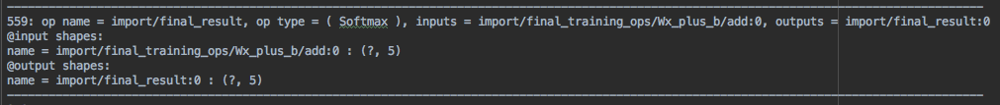 559: op name = import/final_result, op type = ( Softmax ), inputs = import/final_training_ops/Wx_plus_b/add:0, outputs = import/final_result:0
@input shapes:
name = import/final_training_ops/Wx_plus_b/add:0 : (?, 5)
@output shapes:
name = import/final_result:0 : (?, 5)